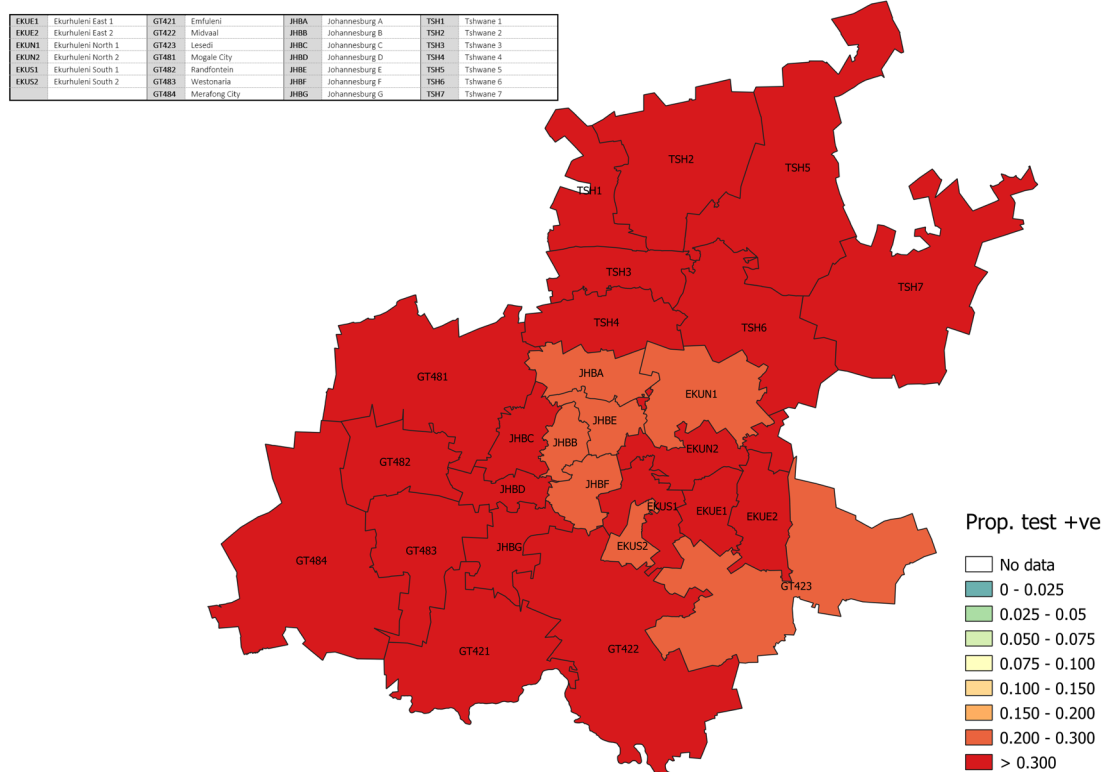 EKUE1 Ekurhuleni East 1 GT421 Emfuleni JHBA Johannesburg A TSH1 Tshwane 1
EKUE2 Ekurhuleni East 2 GT422 Midvaal JHBB Johannesburg B TSH2 Tshwane 2
EKUN1 Ekurhuleni North 1 GT423 Lesedi JHBC Johannesburg C TSH3 Tshwane 3
EKUN2 Ekurhuleni North 2 GT481 Mogale City JHBD Johannesburg D TSH4 Tshwane 4
EKUS1 Ekurhuleni South 1 GT482 Randfontein JHBE Johannesburg E TSH5 Tshwane 5
EKUS2 Ekurhuleni South 2 GT483 Westonaria JHBF Johannesburg F TSH6 Tshwane 6
GT484 Merafong City JHBG Johannesburg G TSH7 Tshwane 7
TSH2
TSH5
TSH1
TSH3
TSH7
TSH4
TSH6
JHBA
GT481
EKUN1
JHBE
JHBC
JHBB
EKUN2
GT482
JHBF
JHBD
EKUS1
EKUE1
EKUE2
JHBG
EKUS2
GT483
GT484
GT423
GT421
GT422
Prop. test +ve
No data
0 - 0.025
0.025 - 0.05
0.050 - 0.075
0.075 - 0.100
0.100 - 0.150
0.150 - 0.200
0.200 - 0.300
> 0.300